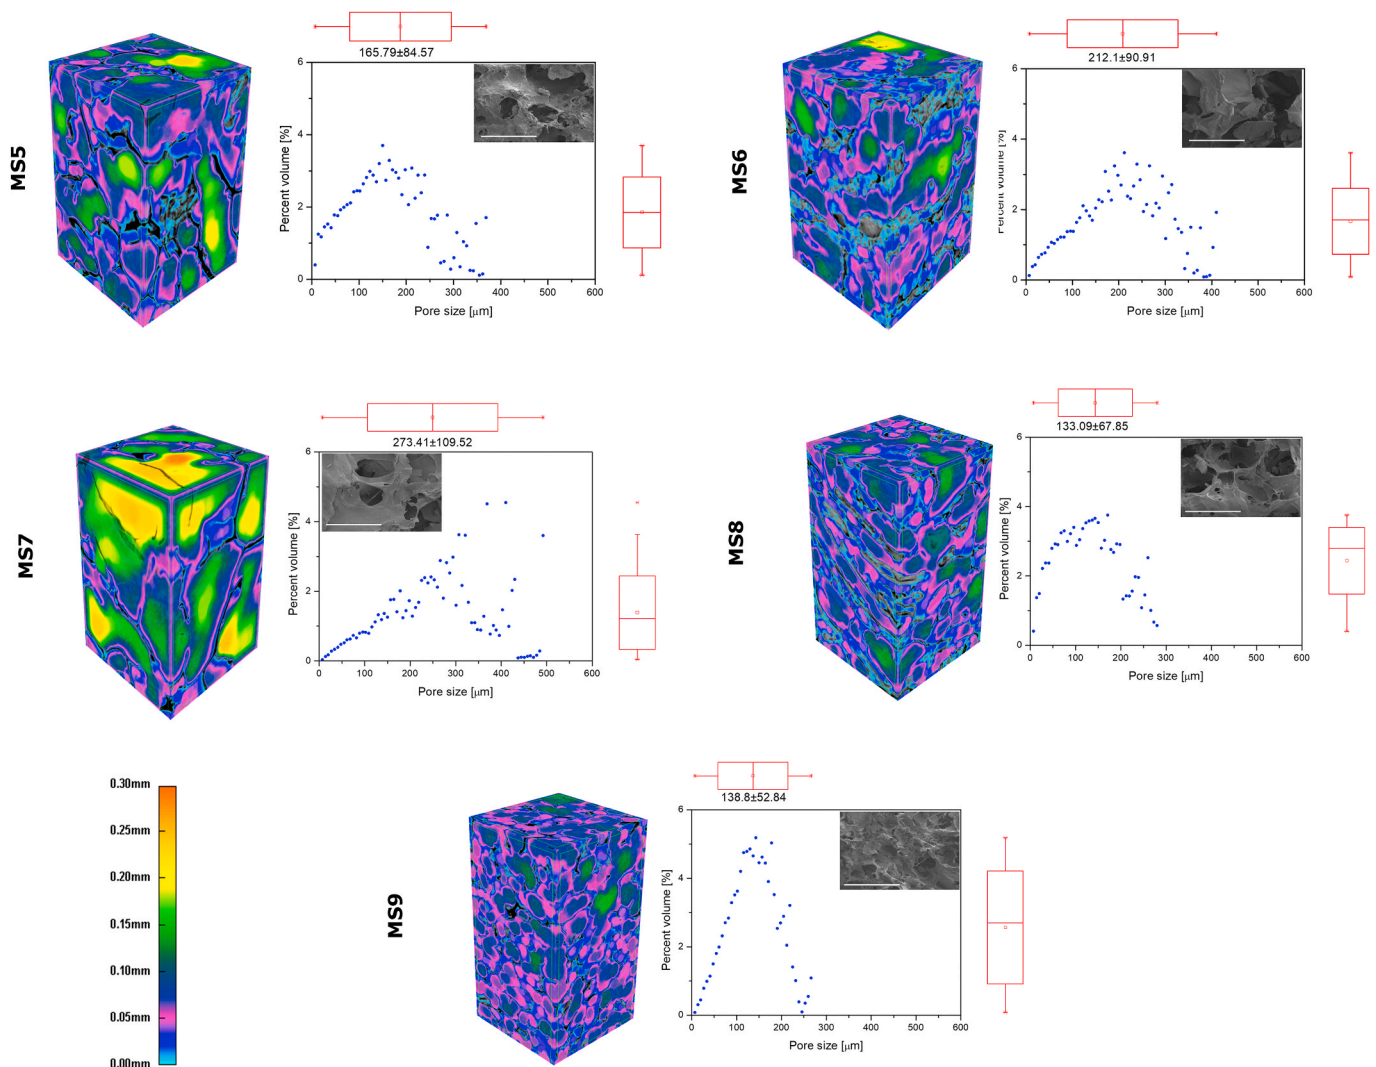 MS5
165.79±84.57
Percent volume [%]
6
4
2
0
0 100 200 300 400 500 600
Pore size [μm]
MS6
212.1±90.91
Percent volume [%]
6
4
2
0
0 100 200 300 400 500 600
Pore size [μm]
MS7
273.41±109.52
Percent volume [%]
6
4
2
0
0 100 200 300 400 500 600
Pore size [μm]
MS8
133.09±67.85
Percent volume [%]
6
4
2
0
0 100 200 300 400 500 600
Pore size [μm]
0.30mm
0.25mm
0.20mm
0.15mm
0.10mm
0.05mm
0.00mm
MS9
138.8±52.84
Percent volume [%]
6
4
2
0
0 100 200 300 400 500 600
Pore size [μm]